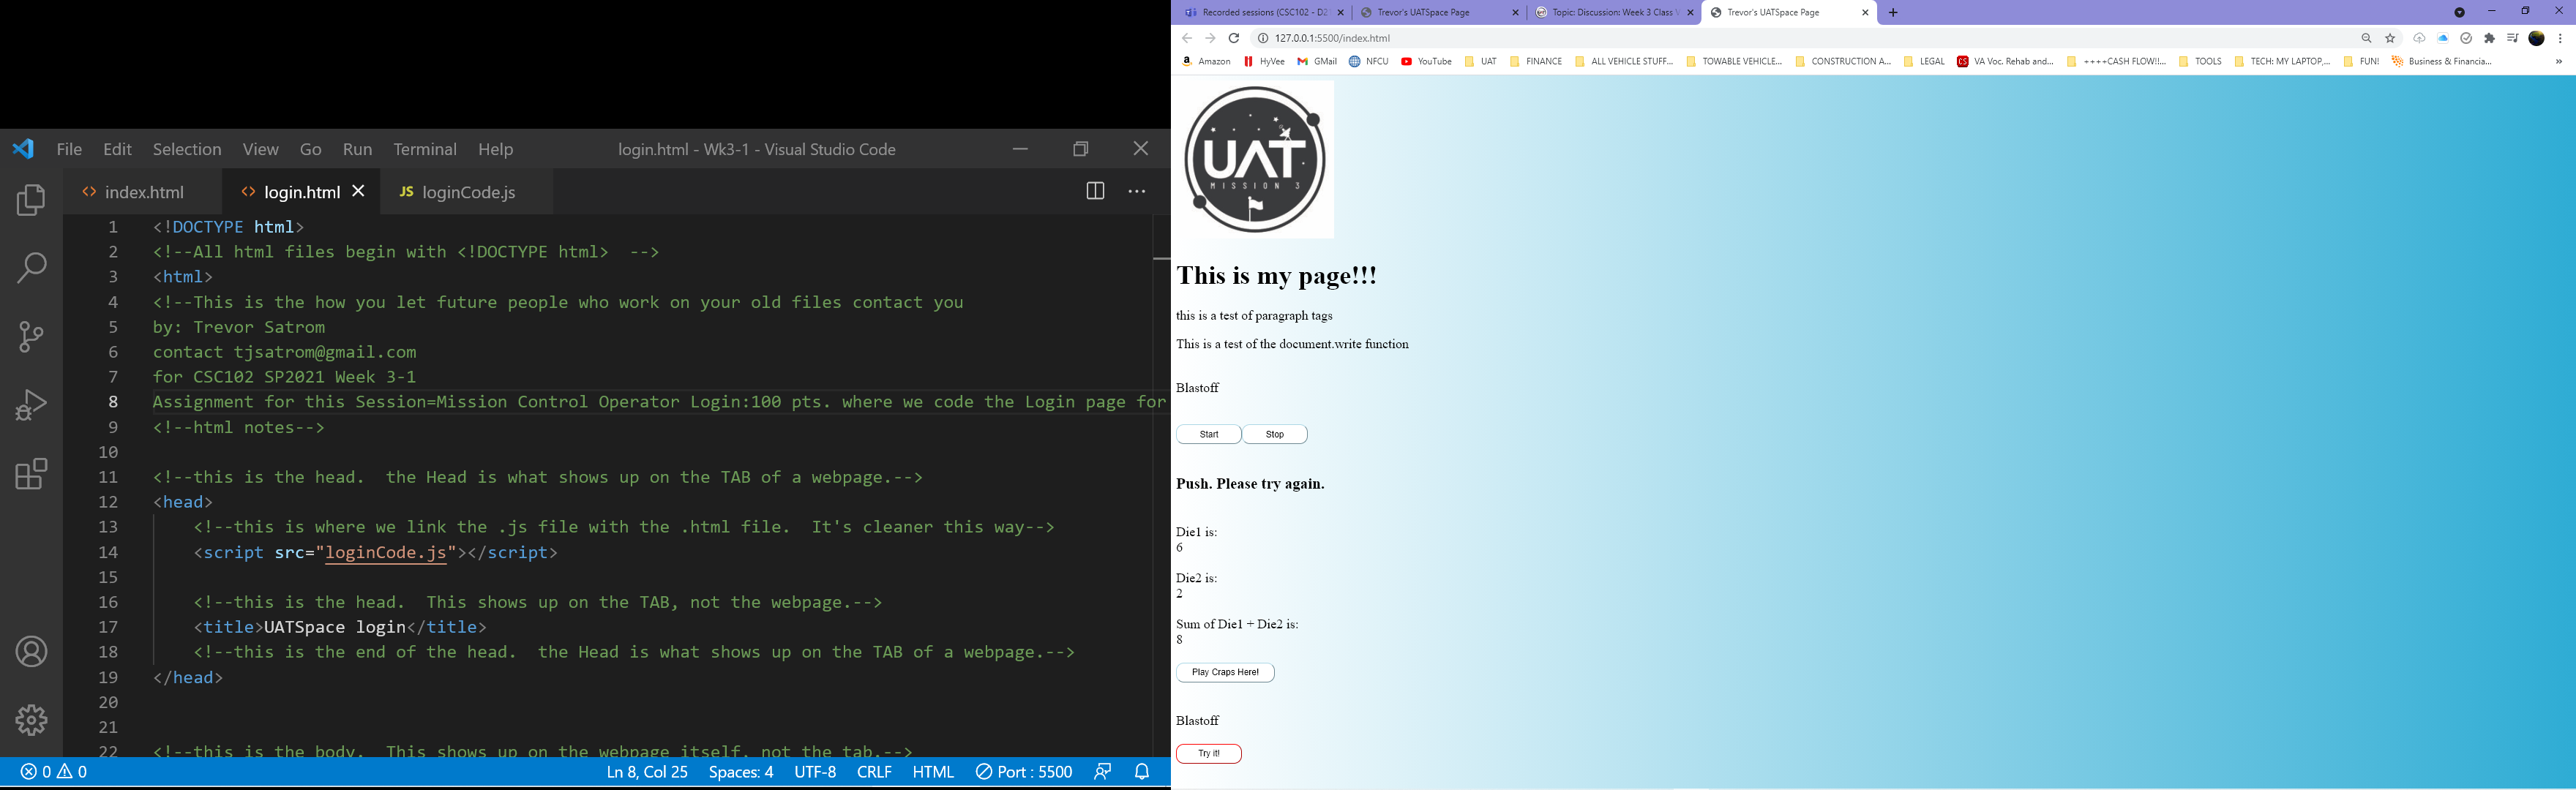 File Edit Selection View Go Run Terminal Help login.html - Wk3-1 - Visual Studio Code
index.html login.html JS loginCode.js
1 <!DOCTYPE html>
2 <!--All html files begin with <!DOCTYPE html>  -->
3 <html>
4 <!--This is the how you let future people who work on your old files contact you
5 by: Trevor Satrom
6 contact tjsatrom@gmail.com
7 for CSC102 SP2021 Week 3-1
8 Assignment for this Session=Mission Control Operator Login:100 pts. where we code the Login page for
9 <!--html notes-->
10
11 <!--this is the head.  the Head is what shows up on the TAB of a webpage.-->
12 <head>
13 <!--this is where we link the .js file with the .html file.  It's cleaner this way-->
14 <script src="loginCode.js"></script>
15
16 <!--this is the head.  This shows up on the TAB, not the webpage.-->
17 <title>UATSpace login</title>
18 <!--this is the end of the head.  the Head is what shows up on the TAB of a webpage.-->
19 </head>
20
21
22 <!--this is the body.  This shows up on the webpage itself, not the tab.-->
0 0 Ln 8, Col 25 Spaces: 4 UTF-8 CRLF HTML Port : 5500
Recorded sessions (CSC102 - D2 Trevor's UATSpace Page Topic: Discussion: Week 3 Class Trevor's UATSpace Page
127.0.0.1:5500/index.html
Amazon HyVee GMail NFCU YouTube UAT FINANCE ALL VEHICLE STUFF... TOWABLE VEHICLE... CONSTRUCTION A... LEGAL CS VA Voc. Rehab and... ++++CASH FLOW!!... TOOLS TECH: MY LAPTOP,... FUN! Business & Financia... »
UAT
MISSION 3
This is my page!!!
this is a test of paragraph tags
This is a test of the document.write function
Blastoff
Start Stop
Push. Please try again.
Die1 is:
6
Die2 is:
2
Sum of Die1 + Die2 is:
8
Play Craps Here!
Blastoff
Try it!